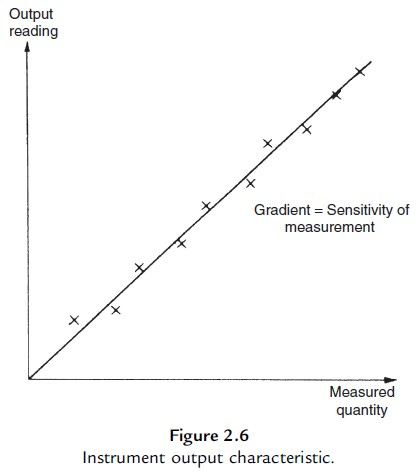 Output
reading
Gradient = Sensitivity of
measurement
Measured
quantity
Figure 2.6
Instrument output characteristic.